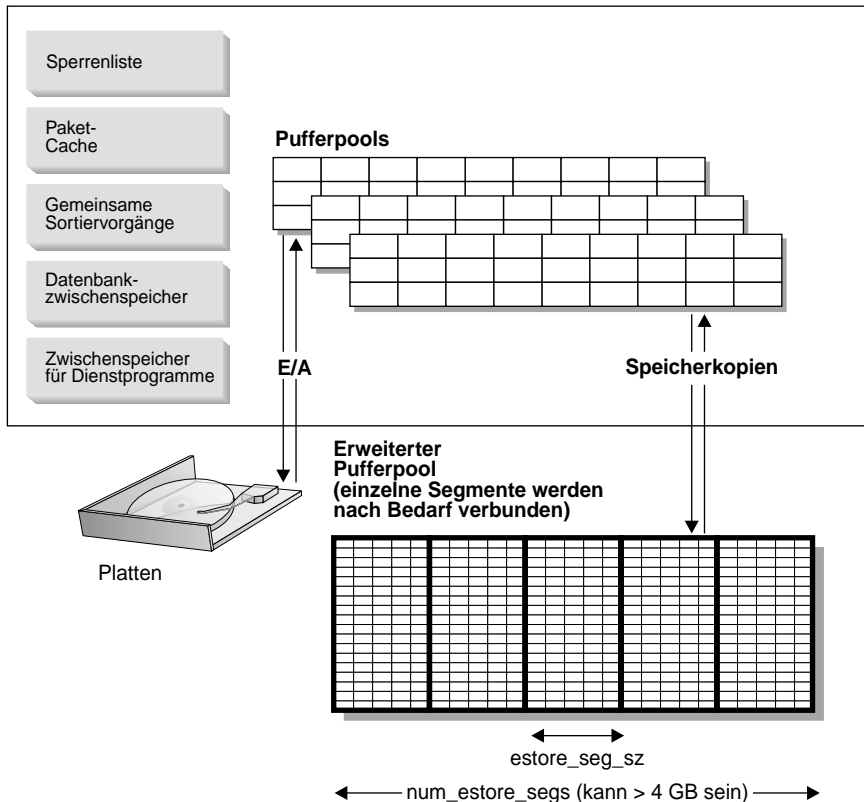 Sperrenliste
Paket-
Cache
Gemeinsame
Sortiervorgänge
Datenbank-
zwischenspeicher
Zwischenspeicher
für Dienstprogramme
Pufferpools
E/A
Speicherkopien
Platten
Erweiterter
Pufferpool
(einzelne Segmente werden
nach Bedarf verbunden)
estore_seg_sz
num_estore_segs (kann > 4 GB sein)